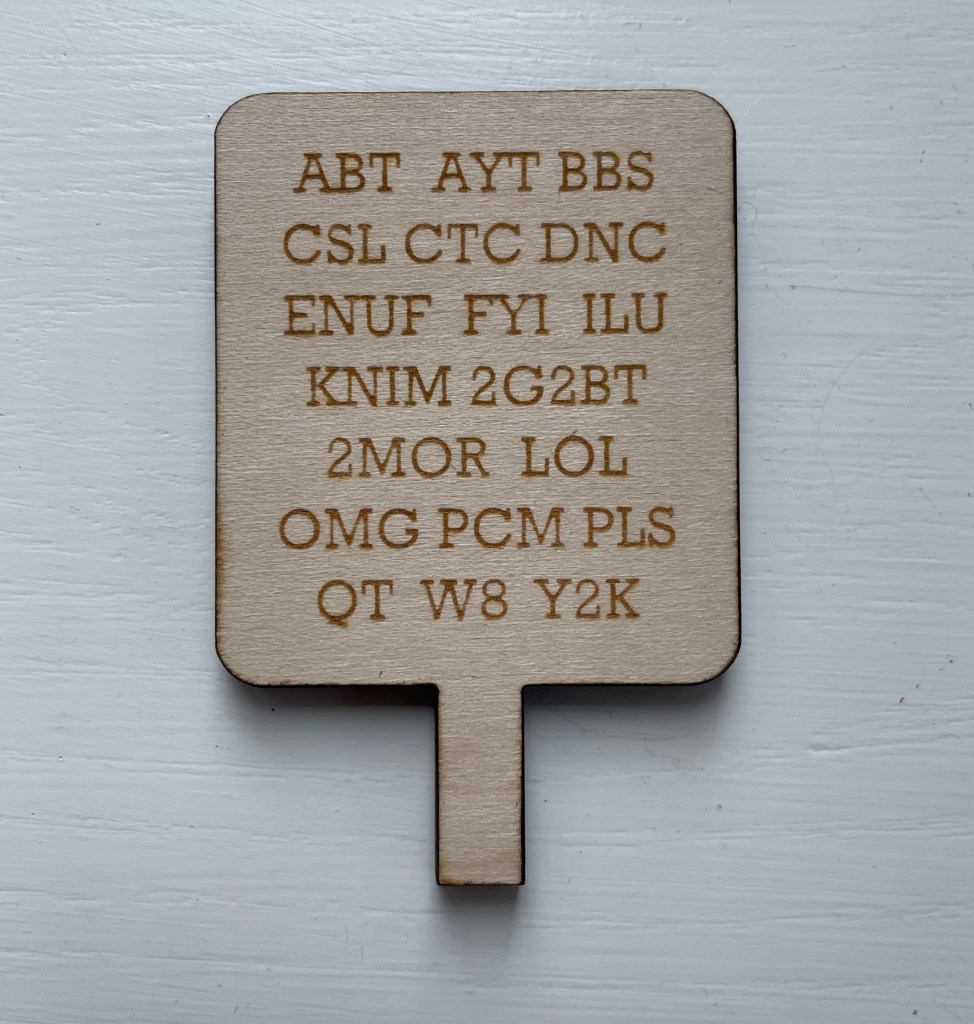 ABT AYT BBS
CSL CTC DNC
ENUF FYI ILU
KNIM 2G2BT
2MOR LOL
OMG PCM PLS
QT W8 Y2K